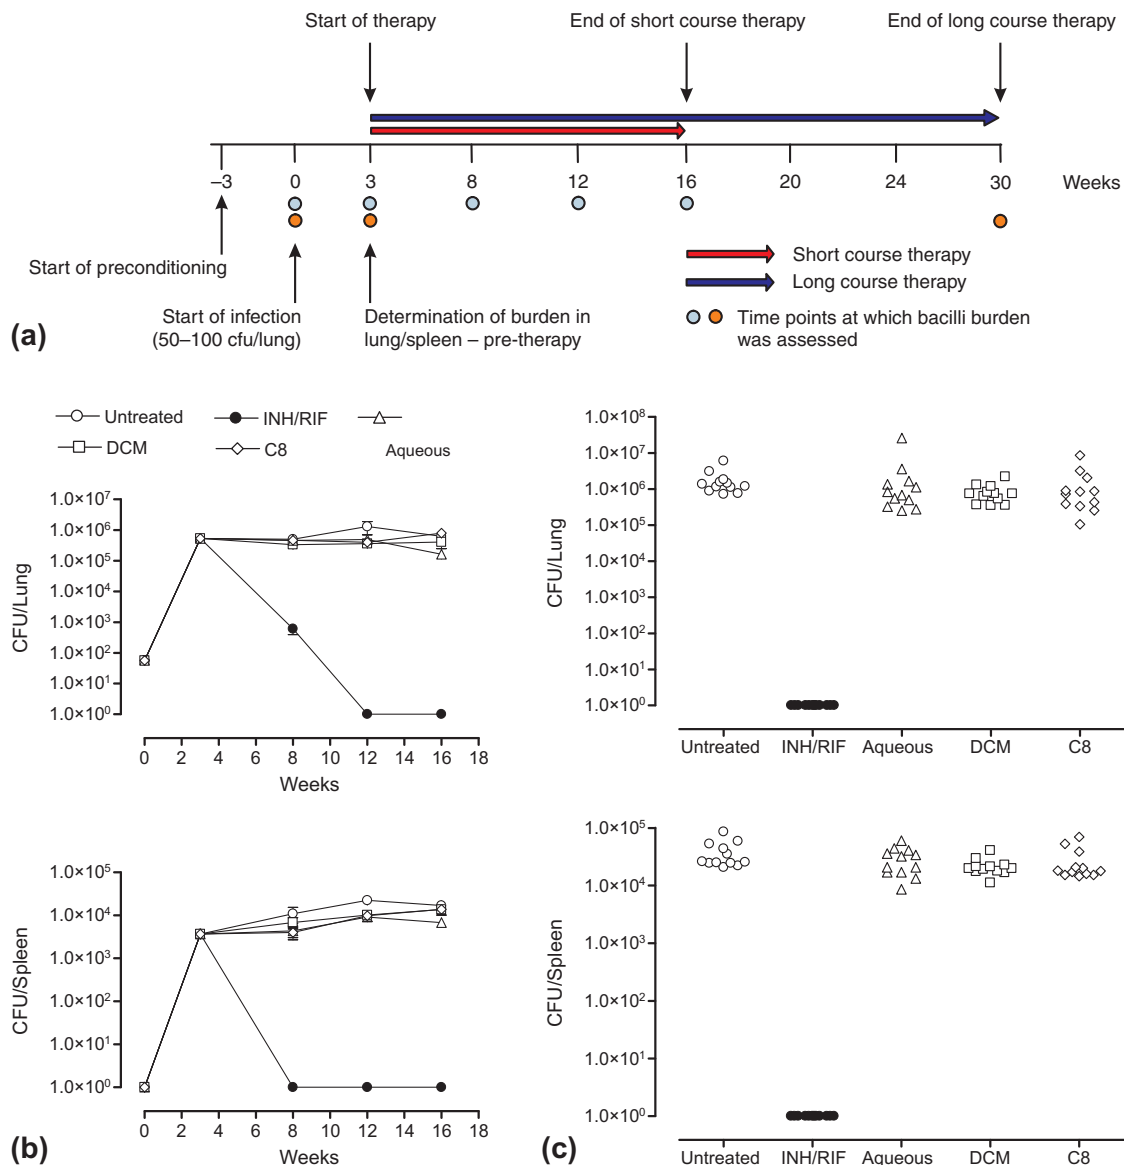 Start of therapy
End of short course therapy
End of long course therapy
–3 0 3 8 12 16 20 24 30 Weeks
Start of preconditioning
Start of infection
(50–100 cfu/lung)
Determination of burden in
lung/spleen – pre-therapy
Short course therapy
Long course therapy
Time points at which bacilli burden
was assessed
(a)
Untreated INH/RIF
DCM C8 Aqueous
CFU/Lung
1.0×10⁷
1.0×10⁶
1.0×10⁵
1.0×10⁴
1.0×10³
1.0×10²
1.0×10¹
1.0×10⁰
0 2 4 6 8 10 12 14 16 18
Weeks
CFU/Spleen
1.0×10⁵
1.0×10⁴
1.0×10³
1.0×10²
1.0×10¹
1.0×10⁰
0 2 4 6 8 10 12 14 16 18
Weeks
(b)
CFU/Lung
1.0×10⁸
1.0×10⁷
1.0×10⁶
1.0×10⁵
1.0×10⁴
1.0×10³
1.0×10²
1.0×10¹
1.0×10⁰
Untreated INH/RIF Aqueous DCM C8
CFU/Spleen
1.0×10⁵
1.0×10⁴
1.0×10³
1.0×10²
1.0×10¹
1.0×10⁰
Untreated INH/RIF Aqueous DCM C8
(c)